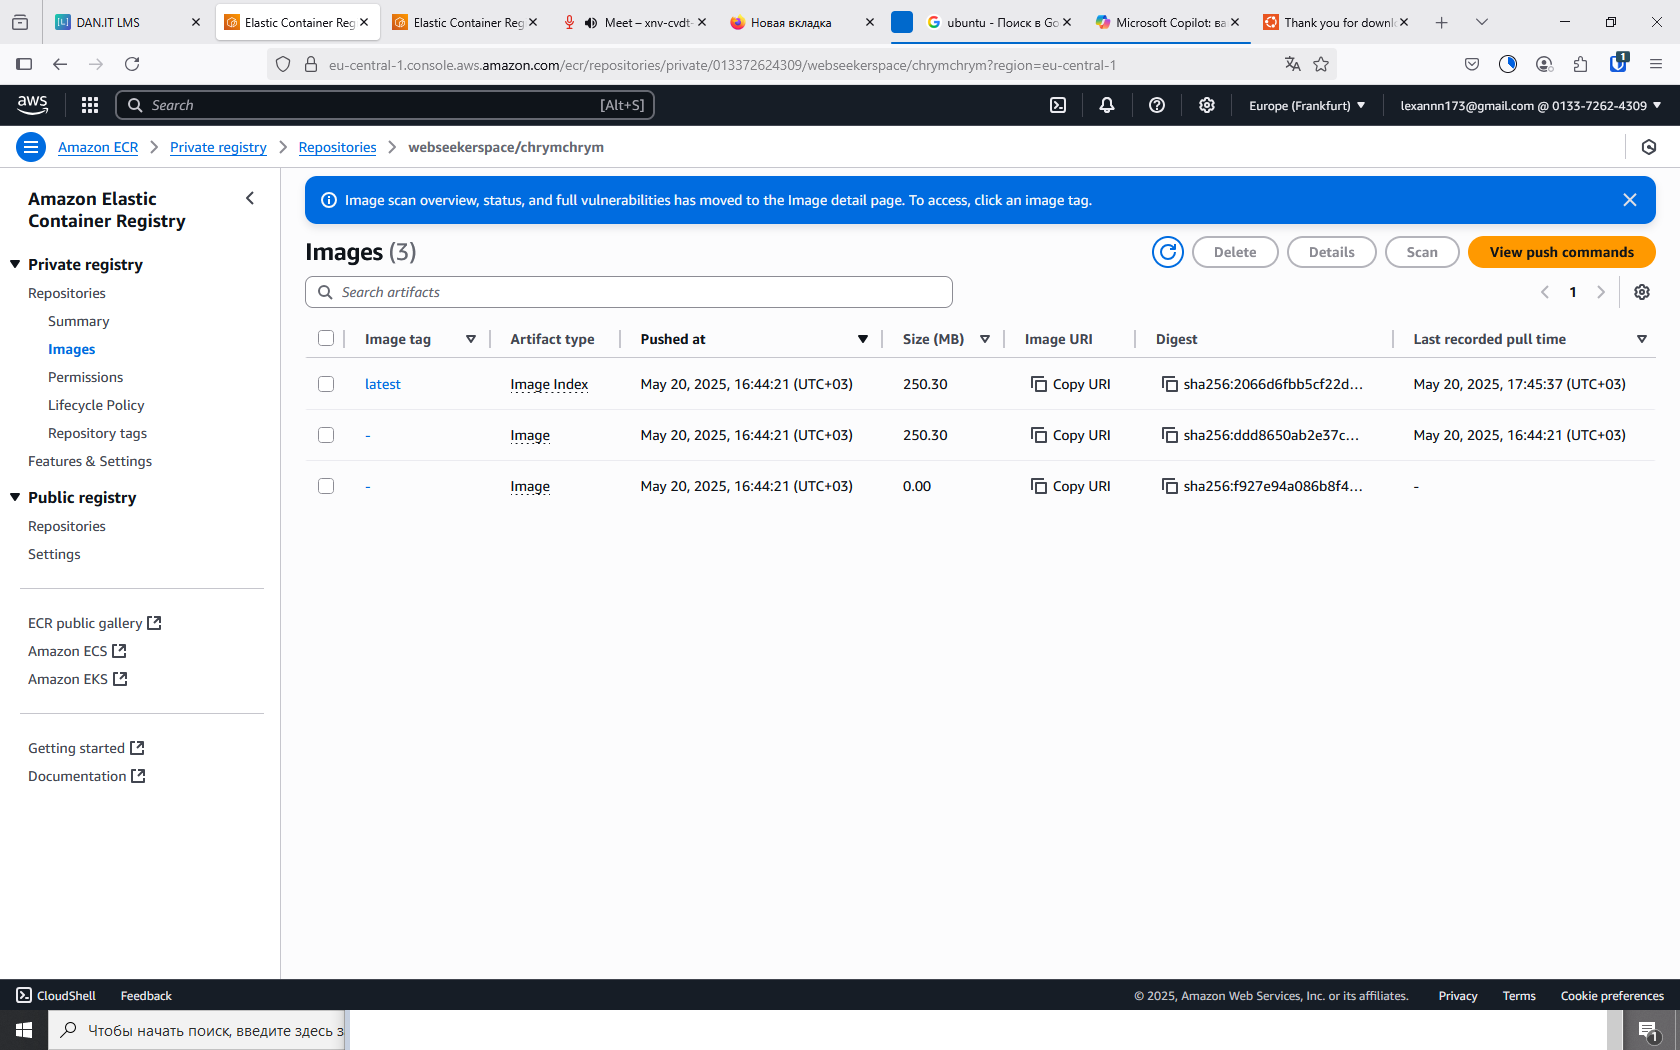 DAN.IT LMS
Elastic Container Reg
Elastic Container Reg
Meet – xnv-cvdt-
Новая вкладка
ubuntu - Поиск в Go
Microsoft Copilot: ва
Thank you for downl
eu-central-1.console.aws.amazon.com/ecr/repositories/private/013372624309/webseekerspace/chrymchrym?region=eu-central-1
1
aws
Search
[Alt+S]
Europe (Frankfurt)
lexannn173@gmail.com @ 0133-7262-4309
Amazon ECR
Private registry
Repositories
webseekerspace/chrymchrym
Amazon Elastic
Container Registry
Private registry
Repositories
Summary
Images
Permissions
Lifecycle Policy
Repository tags
Features & Settings
Public registry
Repositories
Settings
ECR public gallery
Amazon ECS
Amazon EKS
Getting started
Documentation
Image scan overview, status, and full vulnerabilities has moved to the Image detail page. To access, click an image tag.
Images (3)
Delete
Details
Scan
View push commands
Search artifacts
1
Image tag
Artifact type
Pushed at
Size (MB)
Image URI
Digest
Last recorded pull time
latest
Image Index
May 20, 2025, 16:44:21 (UTC+03)
250.30
Copy URI
sha256:2066d6fbb5cf22d...
May 20, 2025, 17:45:37 (UTC+03)
-
Image
May 20, 2025, 16:44:21 (UTC+03)
250.30
Copy URI
sha256:ddd8650ab2e37c...
May 20, 2025, 16:44:21 (UTC+03)
-
Image
May 20, 2025, 16:44:21 (UTC+03)
0.00
Copy URI
sha256:f927e94a086b8f4...
-
CloudShell
Feedback
© 2025, Amazon Web Services, Inc. or its affiliates.
Privacy
Terms
Cookie preferences
Чтобы начать поиск, введите здесь з
1